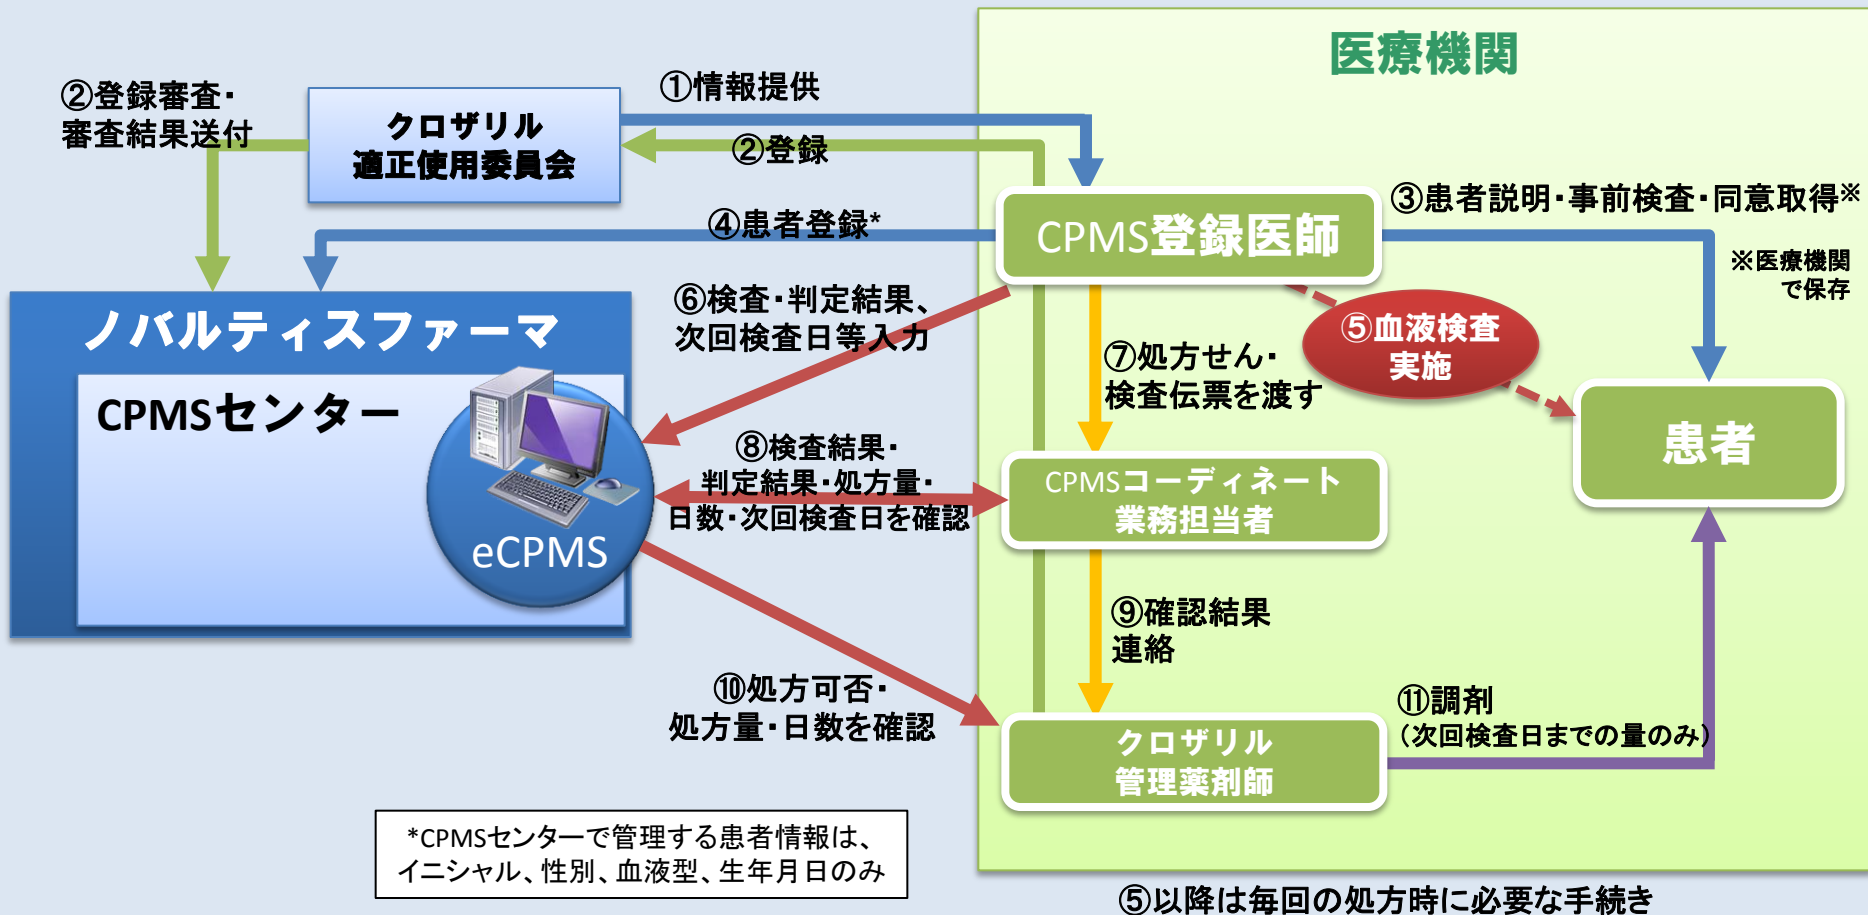 医療機関
②登録審査・
審査結果送付
クロザリル
適正使用委員会
①情報提供
②登録
④患者登録*
CPMS登録医師
③患者説明・事前検査・同意取得※
※医療機関
で保存
ノバルティスファーマ
CPMSセンター
eCPMS
⑥検査・判定結果、
次回検査日等入力
⑤血液検査
実施
⑦処方せん・
検査伝票を渡す
患者
⑧検査結果・
判定結果・処方量・
日数・次回検査日を確認
CPMSコーディネート
業務担当者
⑨確認結果
連絡
⑩処方可否・
処方量・日数を確認
クロザリル
管理薬剤師
⑪調剤
（次回検査日までの量のみ）
*CPMSセンターで管理する患者情報は、
イニシャル、性別、血液型、生年月日のみ
⑤以降は毎回の処方時に必要な手続き